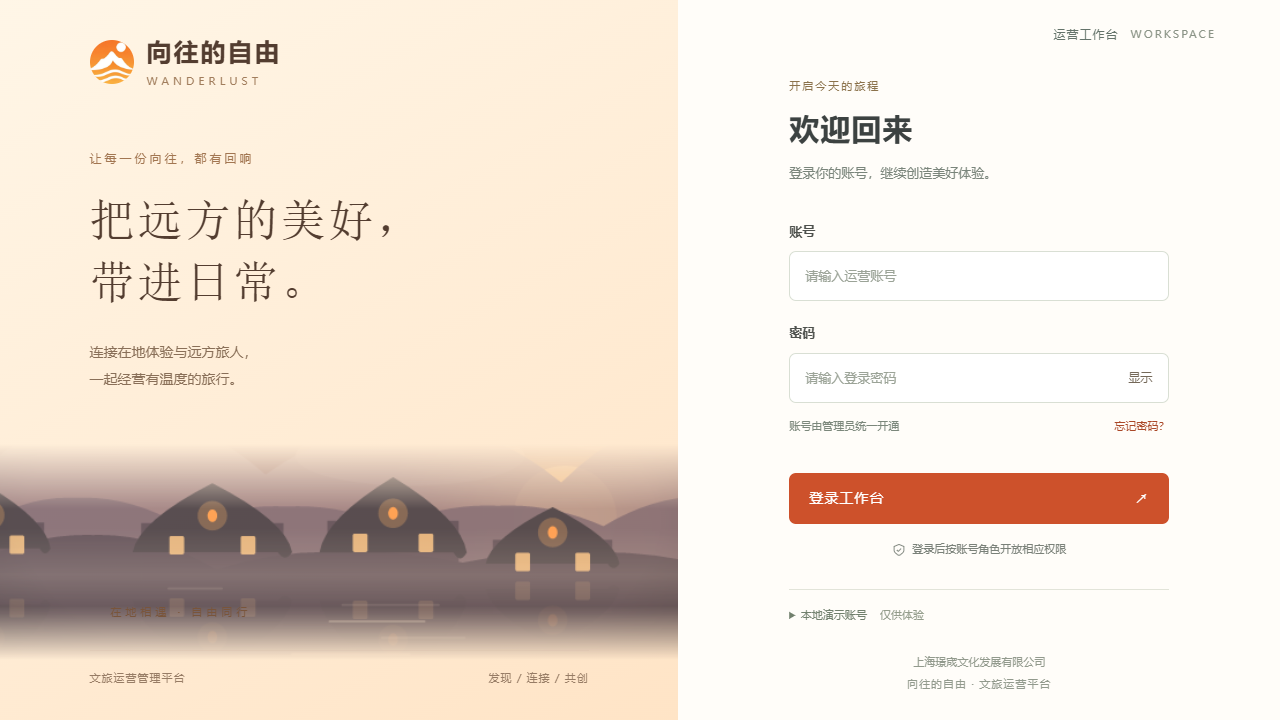 向往的自由
WANDERLUST
让每一份向往，都有回响
把远方的美好，
带进日常。
连接在地体验与远方旅人，
一起经营有温度的旅行。
在地相逢 · 自由同行
文旅运营管理平台
发现 / 连接 / 共创
运营工作台 WORKSPACE
开启今天的旅程
欢迎回来
登录你的账号，继续创造美好体验。
账号
请输入运营账号
密码
请输入登录密码
显示
账号由管理员统一开通
忘记密码？
登录工作台
登录后按账号角色开放相应权限
本地演示账号 仅供体验
上海璟宬文化发展有限公司
向往的自由 · 文旅运营平台